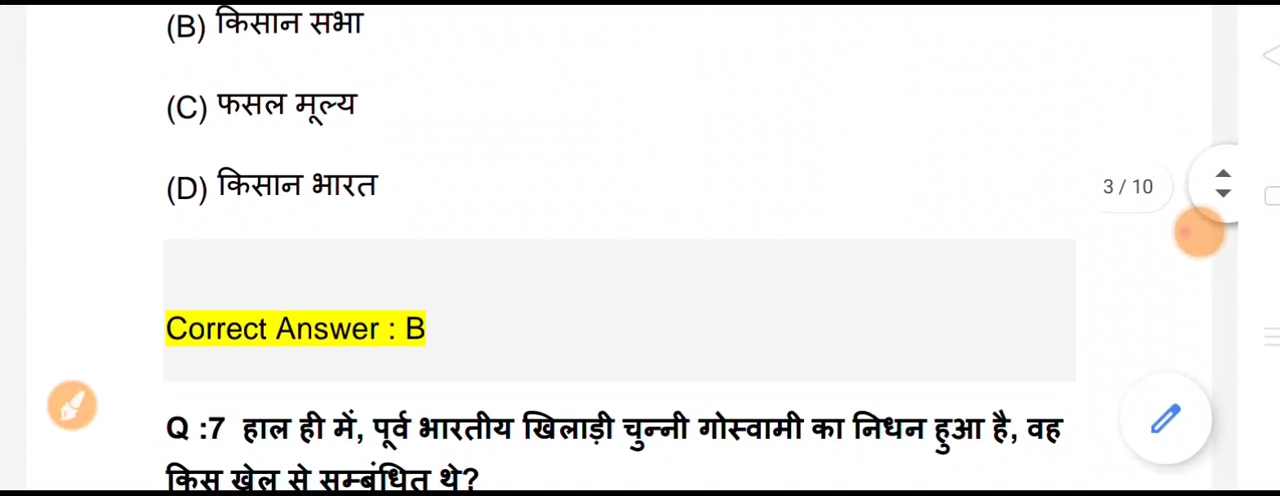 (B) किसान सभा
(C) फसल मूल्य
(D) किसान भारत
3 / 10
Correct Answer : B
Q :7 हाल ही में, पूर्व भारतीय खिलाड़ी चुन्नी गोस्वामी का निधन हुआ है, वह
किस खेल से सम्बंधित थे?